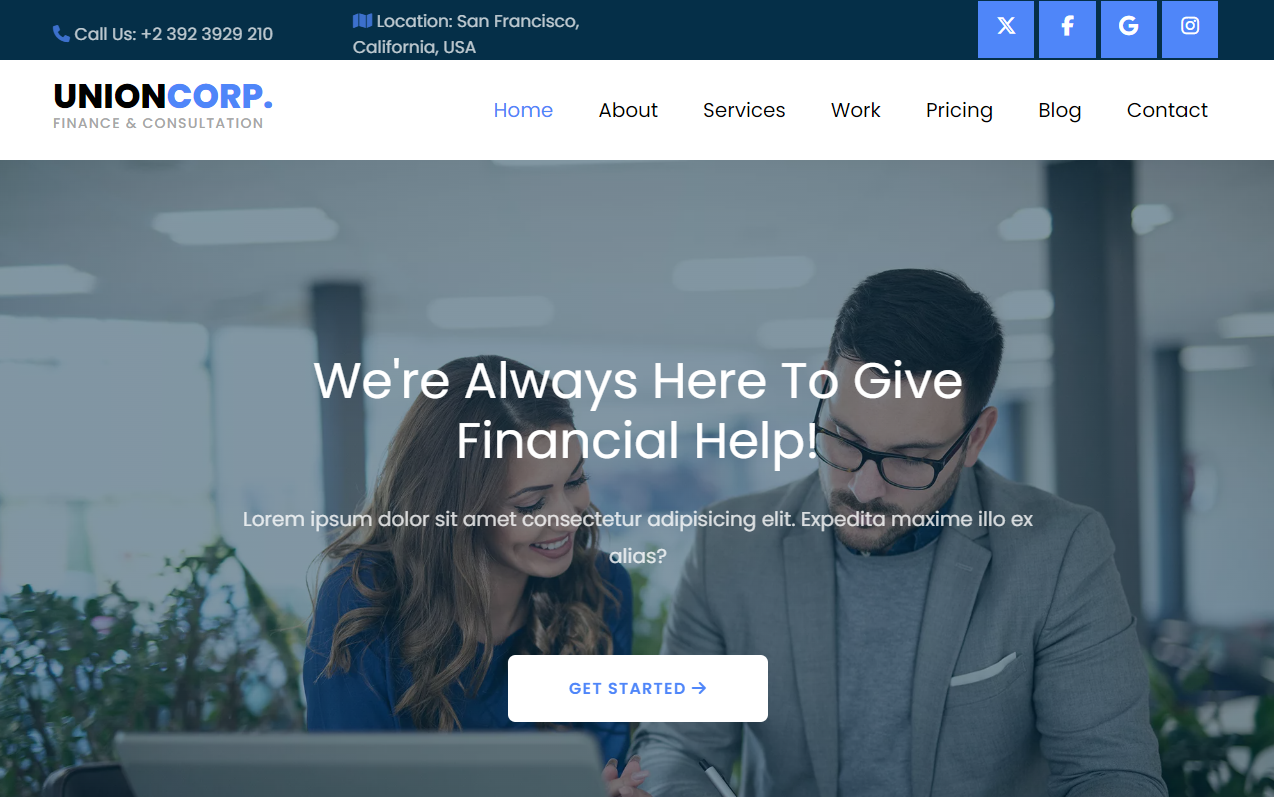 Call Us: +2 392 3929 210
Location: San Francisco,
California, USA
UNIONCORP.
FINANCE & CONSULTATION
Home About Services Work Pricing Blog Contact
We're Always Here To Give
Financial Help!
Lorem ipsum dolor sit amet consectetur adipisicing elit. Expedita maxime illo ex
alias?
GET STARTED →